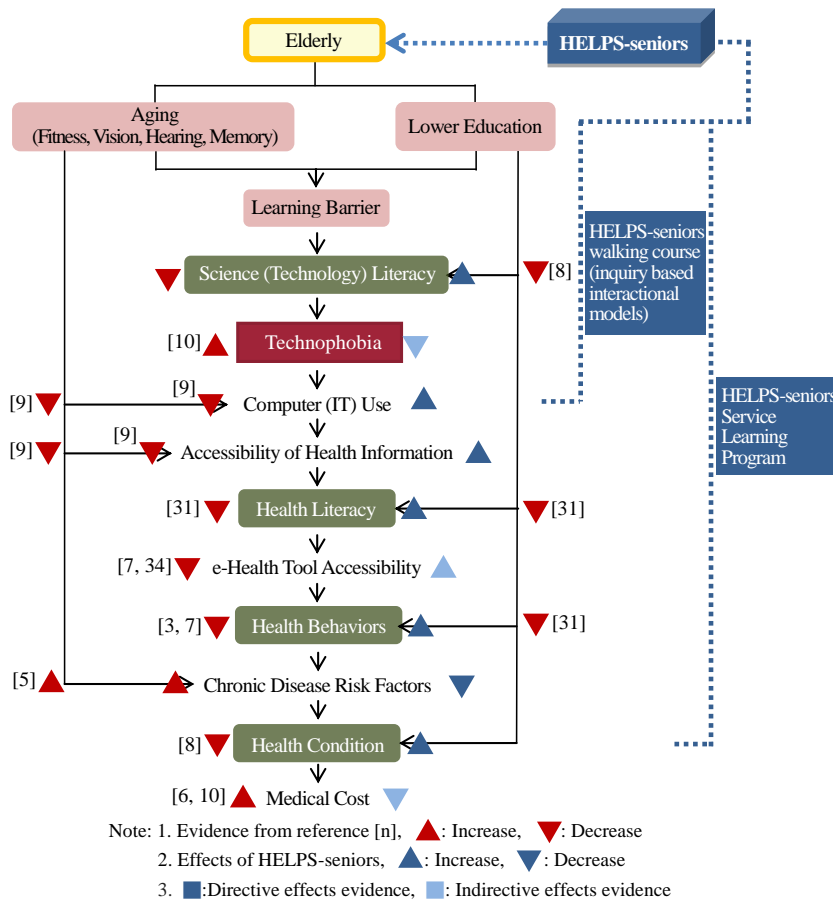 Elderly
HELPS-seniors
Aging
(Fitness, Vision, Hearing, Memory)
Lower Education
Learning Barrier
HELPS-seniors
walking course
(inquiry based
interactional
models)
Science (Technology) Literacy
[8]
[10]
Technophobia
[9]
[9]
Computer (IT) Use
HELPS-seniors
Service
Learning
Program
[9]
[9]
Accessibility of Health Information
[31]
Health Literacy
[31]
[7, 34]
e-Health Tool Accessibility
[3, 7]
Health Behaviors
[31]
[5]
Chronic Disease Risk Factors
[8]
Health Condition
[6, 10]
Medical Cost
Note: 1. Evidence from reference [n], ▲: Increase, ▼: Decrease
2. Effects of HELPS-seniors, ▲: Increase, ▼: Decrease
3. ■:Directive effects evidence, ■: Indirective effects evidence